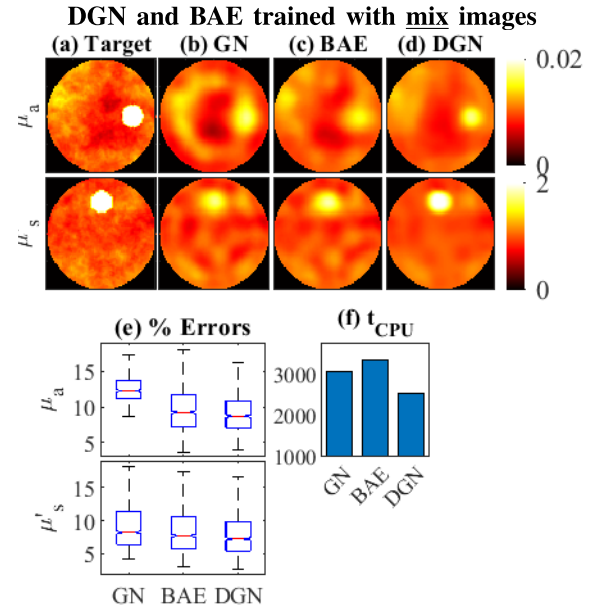 DGN and BAE trained with mix images
(a) Target (b) GN (c) BAE (d) DGN
μa
0.02
0
μ's
2
0
(e) % Errors
μa
15
10
5
μ's
15
10
5
GN BAE DGN
(f) tCPU
3000
2000
1000
GN BAE DGN